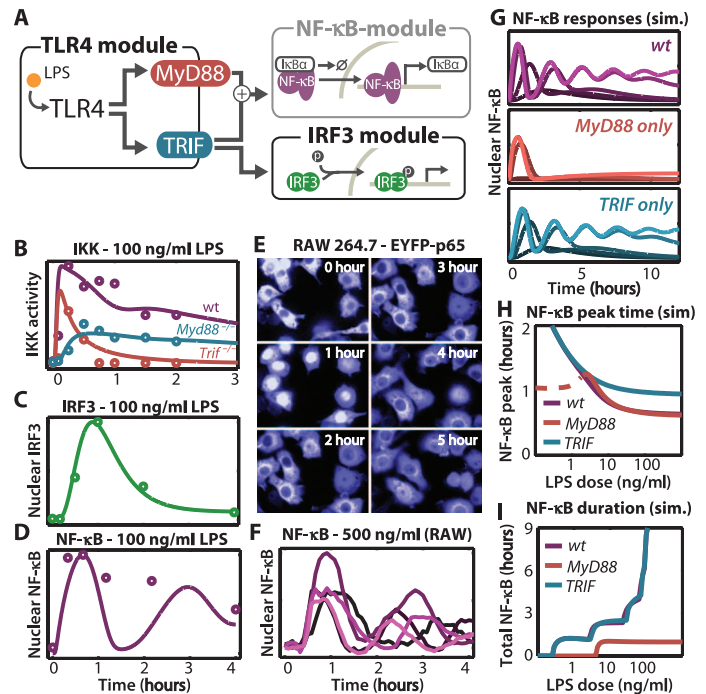 A
TLR4 module
LPS
TLR4
MyD88
TRIF
+
NF-κB-module
IκBα
Ø
IκBα
NF-κB
NF-κB
IRF3 module
P
P
IRF3
IRF3
B
IKK - 100 ng/ml LPS
IKK activity
wt
Myd88 -/-
Trif -/-
0 1 2 3
C
IRF3 - 100 ng/ml LPS
Nuclear IRF3
D
NF-κB - 100 ng/ml LPS
Nuclear NF-κB
0 1 2 3 4
Time (hours)
E
RAW 264.7 - EYFP-p65
0 hour
3 hour
1 hour
4 hour
2 hour
5 hour
F
NF-κB - 500 ng/ml (RAW)
Nuclear NF-κB
0 1 2 3 4
Time (hours)
G
NF-κB responses (sim.)
Nuclear NF-κB
wt
MyD88 only
TRIF only
0 5 10
Time (hours)
H
NF-κB peak time (sim)
NF-κB peak (hours)
2
1
0
wt
MyD88
TRIF
1 10 100
LPS dose (ng/ml)
I
NF-κB duration (sim.)
Total NF-κB (hours)
9
6
3
0
wt
MyD88
TRIF
1 10 100
LPS dose (ng/ml)